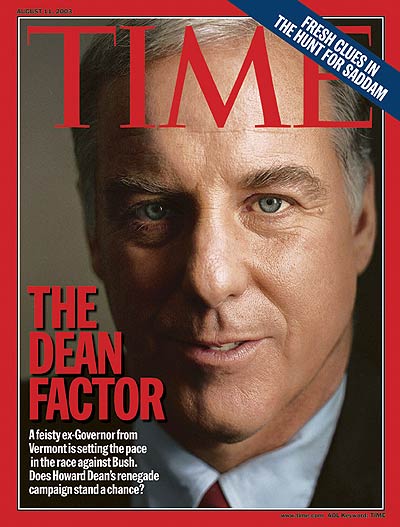 AUGUST 11, 2003
FRESH CLUES IN
THE HUNT FOR SADDAM
TIME
THE
DEAN
FACTOR
A feisty ex-Governor from
Vermont is setting the pace
in the race against Bush.
Does Howard Dean's renegade
campaign stand a chance?
www.time.com AOL Keyword: TIME